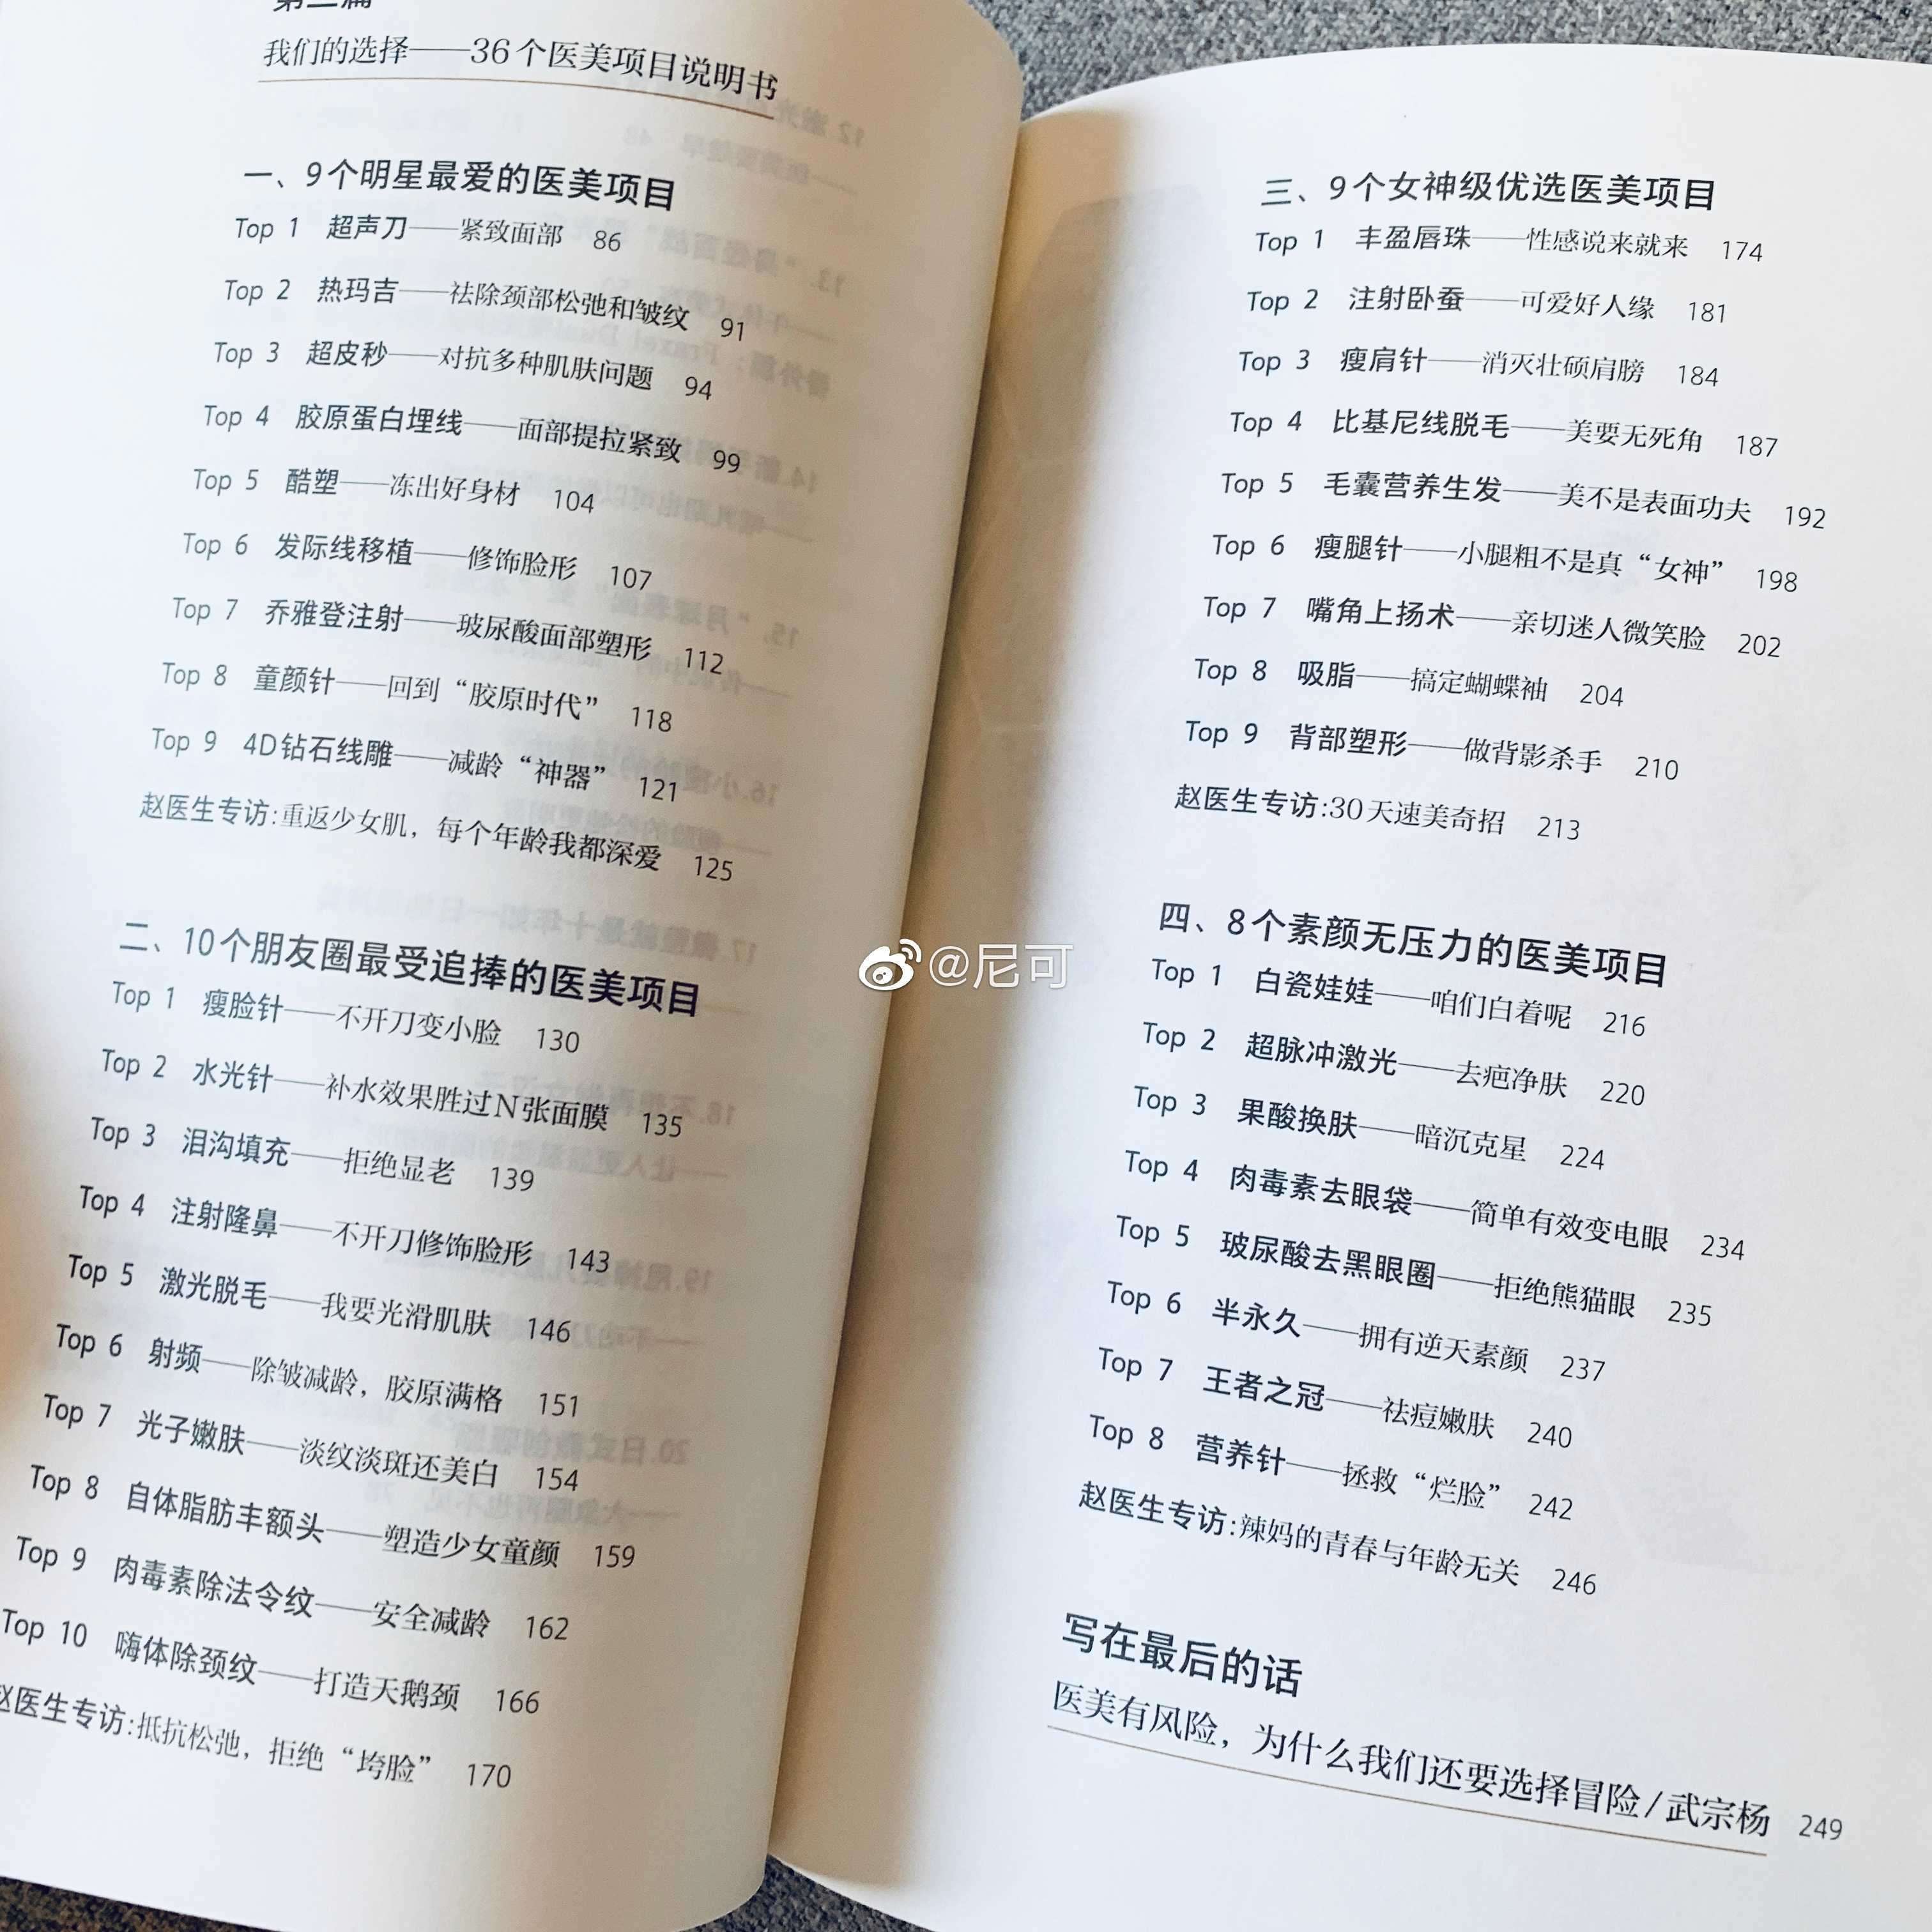 我们的选择——36个医美项目说明书
一、9个明星最爱的医美项目
Top 1 超声刀——紧致面部 86
Top 2 热玛吉——祛除颈部松弛和皱纹 91
Top 3 超皮秒——对抗多种肌肤问题 94
Top 4 胶原蛋白埋线——面部提拉紧致 99
Top 5 酷塑——冻出好身材 104
Top 6 发际线移植——修饰脸形 107
Top 7 乔雅登注射——玻尿酸面部塑形 112
Top 8 童颜针——回到“胶原时代” 118
Top 9 4D钻石线雕——减龄“神器” 121
赵医生专访:重返少女肌，每个年龄我都深爱 125
二、10个朋友圈最受追捧的医美项目
Top 1 瘦脸针——不开刀变小脸 130
Top 2 水光针——补水效果胜过N张面膜 135
Top 3 泪沟填充——拒绝显老 139
Top 4 注射隆鼻——不开刀修饰脸形 143
Top 5 激光脱毛——我要光滑肌肤 146
Top 6 射频——除皱减龄，胶原满格 151
Top 7 光子嫩肤——淡纹淡斑还美白 154
Top 8 自体脂肪丰额头——塑造少女童颜 159
Top 9 肉毒素除法令纹——安全减龄 162
Top 10 嗨体除颈纹——打造天鹅颈 166
赵医生专访:抵抗松弛，拒绝“垮脸” 170
三、9个女神级优选医美项目
Top 1 丰盈唇珠——性感说来就来 174
Top 2 注射卧蚕——可爱好人缘 181
Top 3 瘦肩针——消灭壮硕肩膀 184
Top 4 比基尼线脱毛——美要无死角 187
Top 5 毛囊营养生发——美不是表面功夫 192
Top 6 瘦腿针——小腿粗不是真“女神” 198
Top 7 嘴角上扬术——亲切迷人微笑脸 202
Top 8 吸脂——搞定蝴蝶袖 204
Top 9 背部塑形——做背影杀手 210
赵医生专访:30天速美奇招 213
四、8个素颜无压力的医美项目
Top 1 白瓷娃娃——咱们白着呢 216
Top 2 超脉冲激光——去疤净肤 220
Top 3 果酸换肤——暗沉克星 224
Top 4 肉毒素去眼袋——简单有效变电眼 234
Top 5 玻尿酸去黑眼圈——拒绝熊猫眼 235
Top 6 半永久——拥有逆天素颜 237
Top 7 王者之冠——祛痘嫩肤 240
Top 8 营养针——拯救“烂脸” 242
赵医生专访:辣妈的青春与年龄无关 246
写在最后的话
医美有风险，为什么我们还要选择冒险/武宗杨 249
@尼可